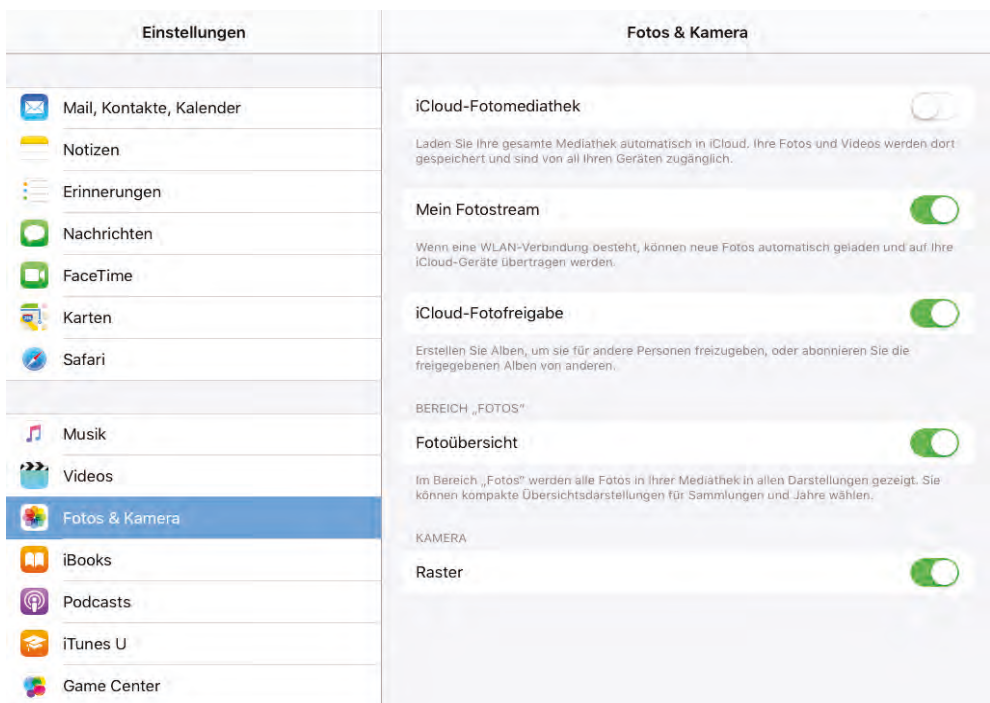 Einstellungen
Mail, Kontakte, Kalender
Notizen
Erinnerungen
Nachrichten
FaceTime
Karten
Safari
Musik
Videos
Fotos & Kamera
iBooks
Podcasts
iTunes U
Game Center
Fotos & Kamera
iCloud-Fotomediathek
Laden Sie Ihre gesamte Mediathek automatisch in iCloud. Ihre Fotos und Videos werden dort
gespeichert und sind von all Ihren Geräten zugänglich.
Mein Fotostream
Wenn eine WLAN-Verbindung besteht, können neue Fotos automatisch geladen und auf Ihre
iCloud-Geräte übertragen werden.
iCloud-Fotofreigabe
Erstellen Sie Alben, um sie für andere Personen freizugeben, oder abonnieren Sie die
freigegebenen Alben von anderen.
BEREICH „FOTOS“
Fotoübersicht
Im Bereich „Fotos“ werden alle Fotos in Ihrer Mediathek in allen Darstellungen gezeigt. Sie
können kompakte Übersichtsdarstellungen für Sammlungen und Jahre wählen.
KAMERA
Raster